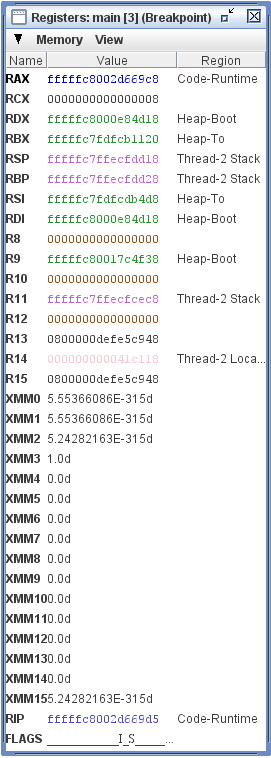 Registers: main [3] (Breakpoint)
Memory View
Name Value Region
RAX fffffc8002d669c8 Code-Runtime
RCX 0000000000000008
RDX fffffc8000e84d18 Heap-Boot
RBX fffffc7fdfcb1120 Heap-To
RSP fffffc7ffecfdd18 Thread-2 Stack
RBP fffffc7ffecfdd28 Thread-2 Stack
RSI fffffc7fdfcdb4d8 Heap-To
RDI fffffc8000e84d18 Heap-Boot
R8 0000000000000000
R9 fffffc80017c4f38 Heap-Boot
R10 0000000000000000
R11 fffffc7ffecfcec8 Thread-2 Stack
R12 0000000000000000
R13 0800000defe5c948
R14 000000000041c118 Thread-2 Loca...
R15 0800000defe5c948
XMM0 5.55366086E-315d
XMM1 5.55366086E-315d
XMM2 5.24282163E-315d
XMM3 1.0d
XMM4 0.0d
XMM5 0.0d
XMM6 0.0d
XMM7 0.0d
XMM8 0.0d
XMM9 0.0d
XMM10 0.0d
XMM11 0.0d
XMM12 0.0d
XMM13 0.0d
XMM14 0.0d
XMM15 5.24282163E-315d
RIP fffffc8002d669d5 Code-Runtime
FLAGS _____________I_S_____...